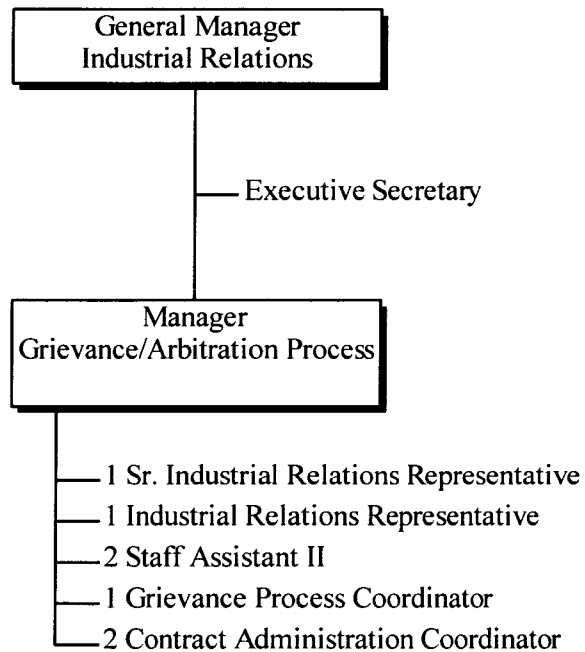 General Manager
Industrial Relations
Executive Secretary
Manager
Grievance/Arbitration Process
1 Sr. Industrial Relations Representative
1 Industrial Relations Representative
2 Staff Assistant II
1 Grievance Process Coordinator
2 Contract Administration Coordinator